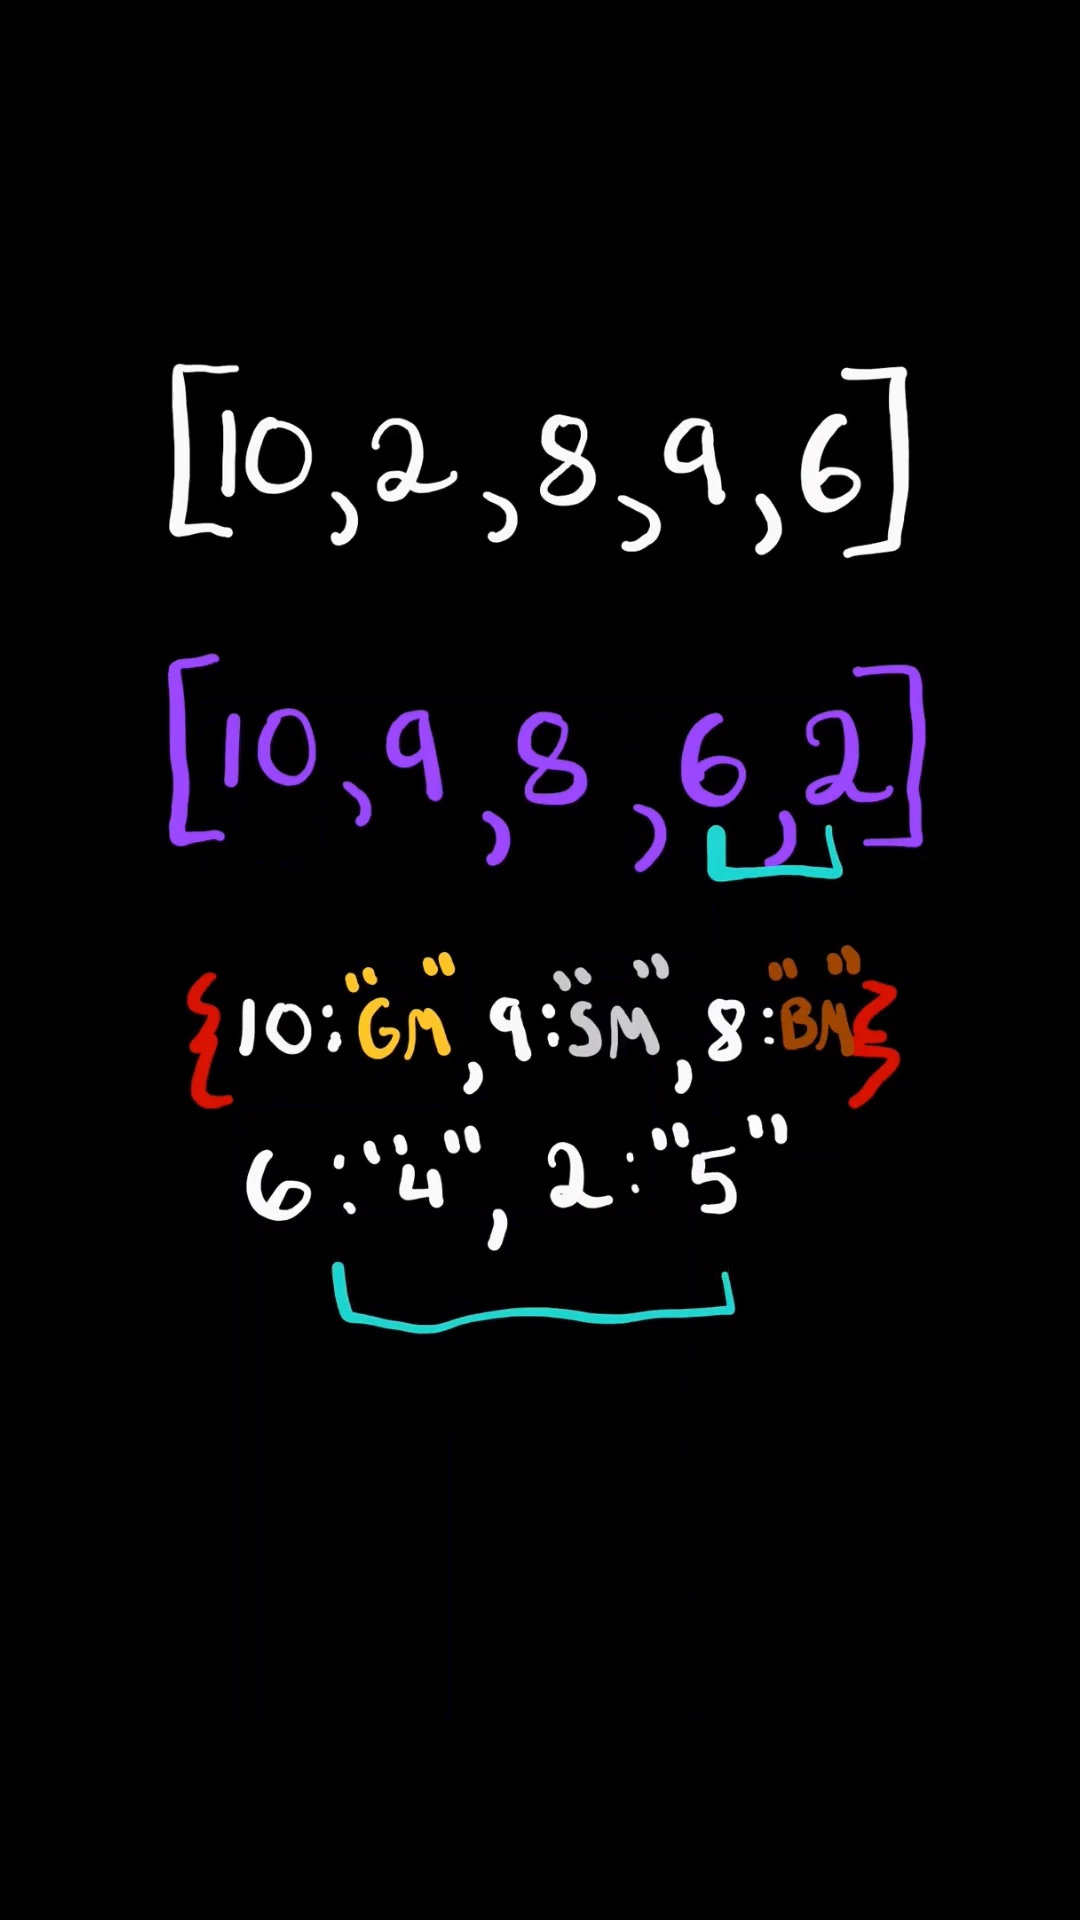 [10, 2, 8, 9, 6]
[10, 9, 8, 6, 2]
{10:"GM", 9:"SM", 8:"BM"}
6:"4", 2:"5"